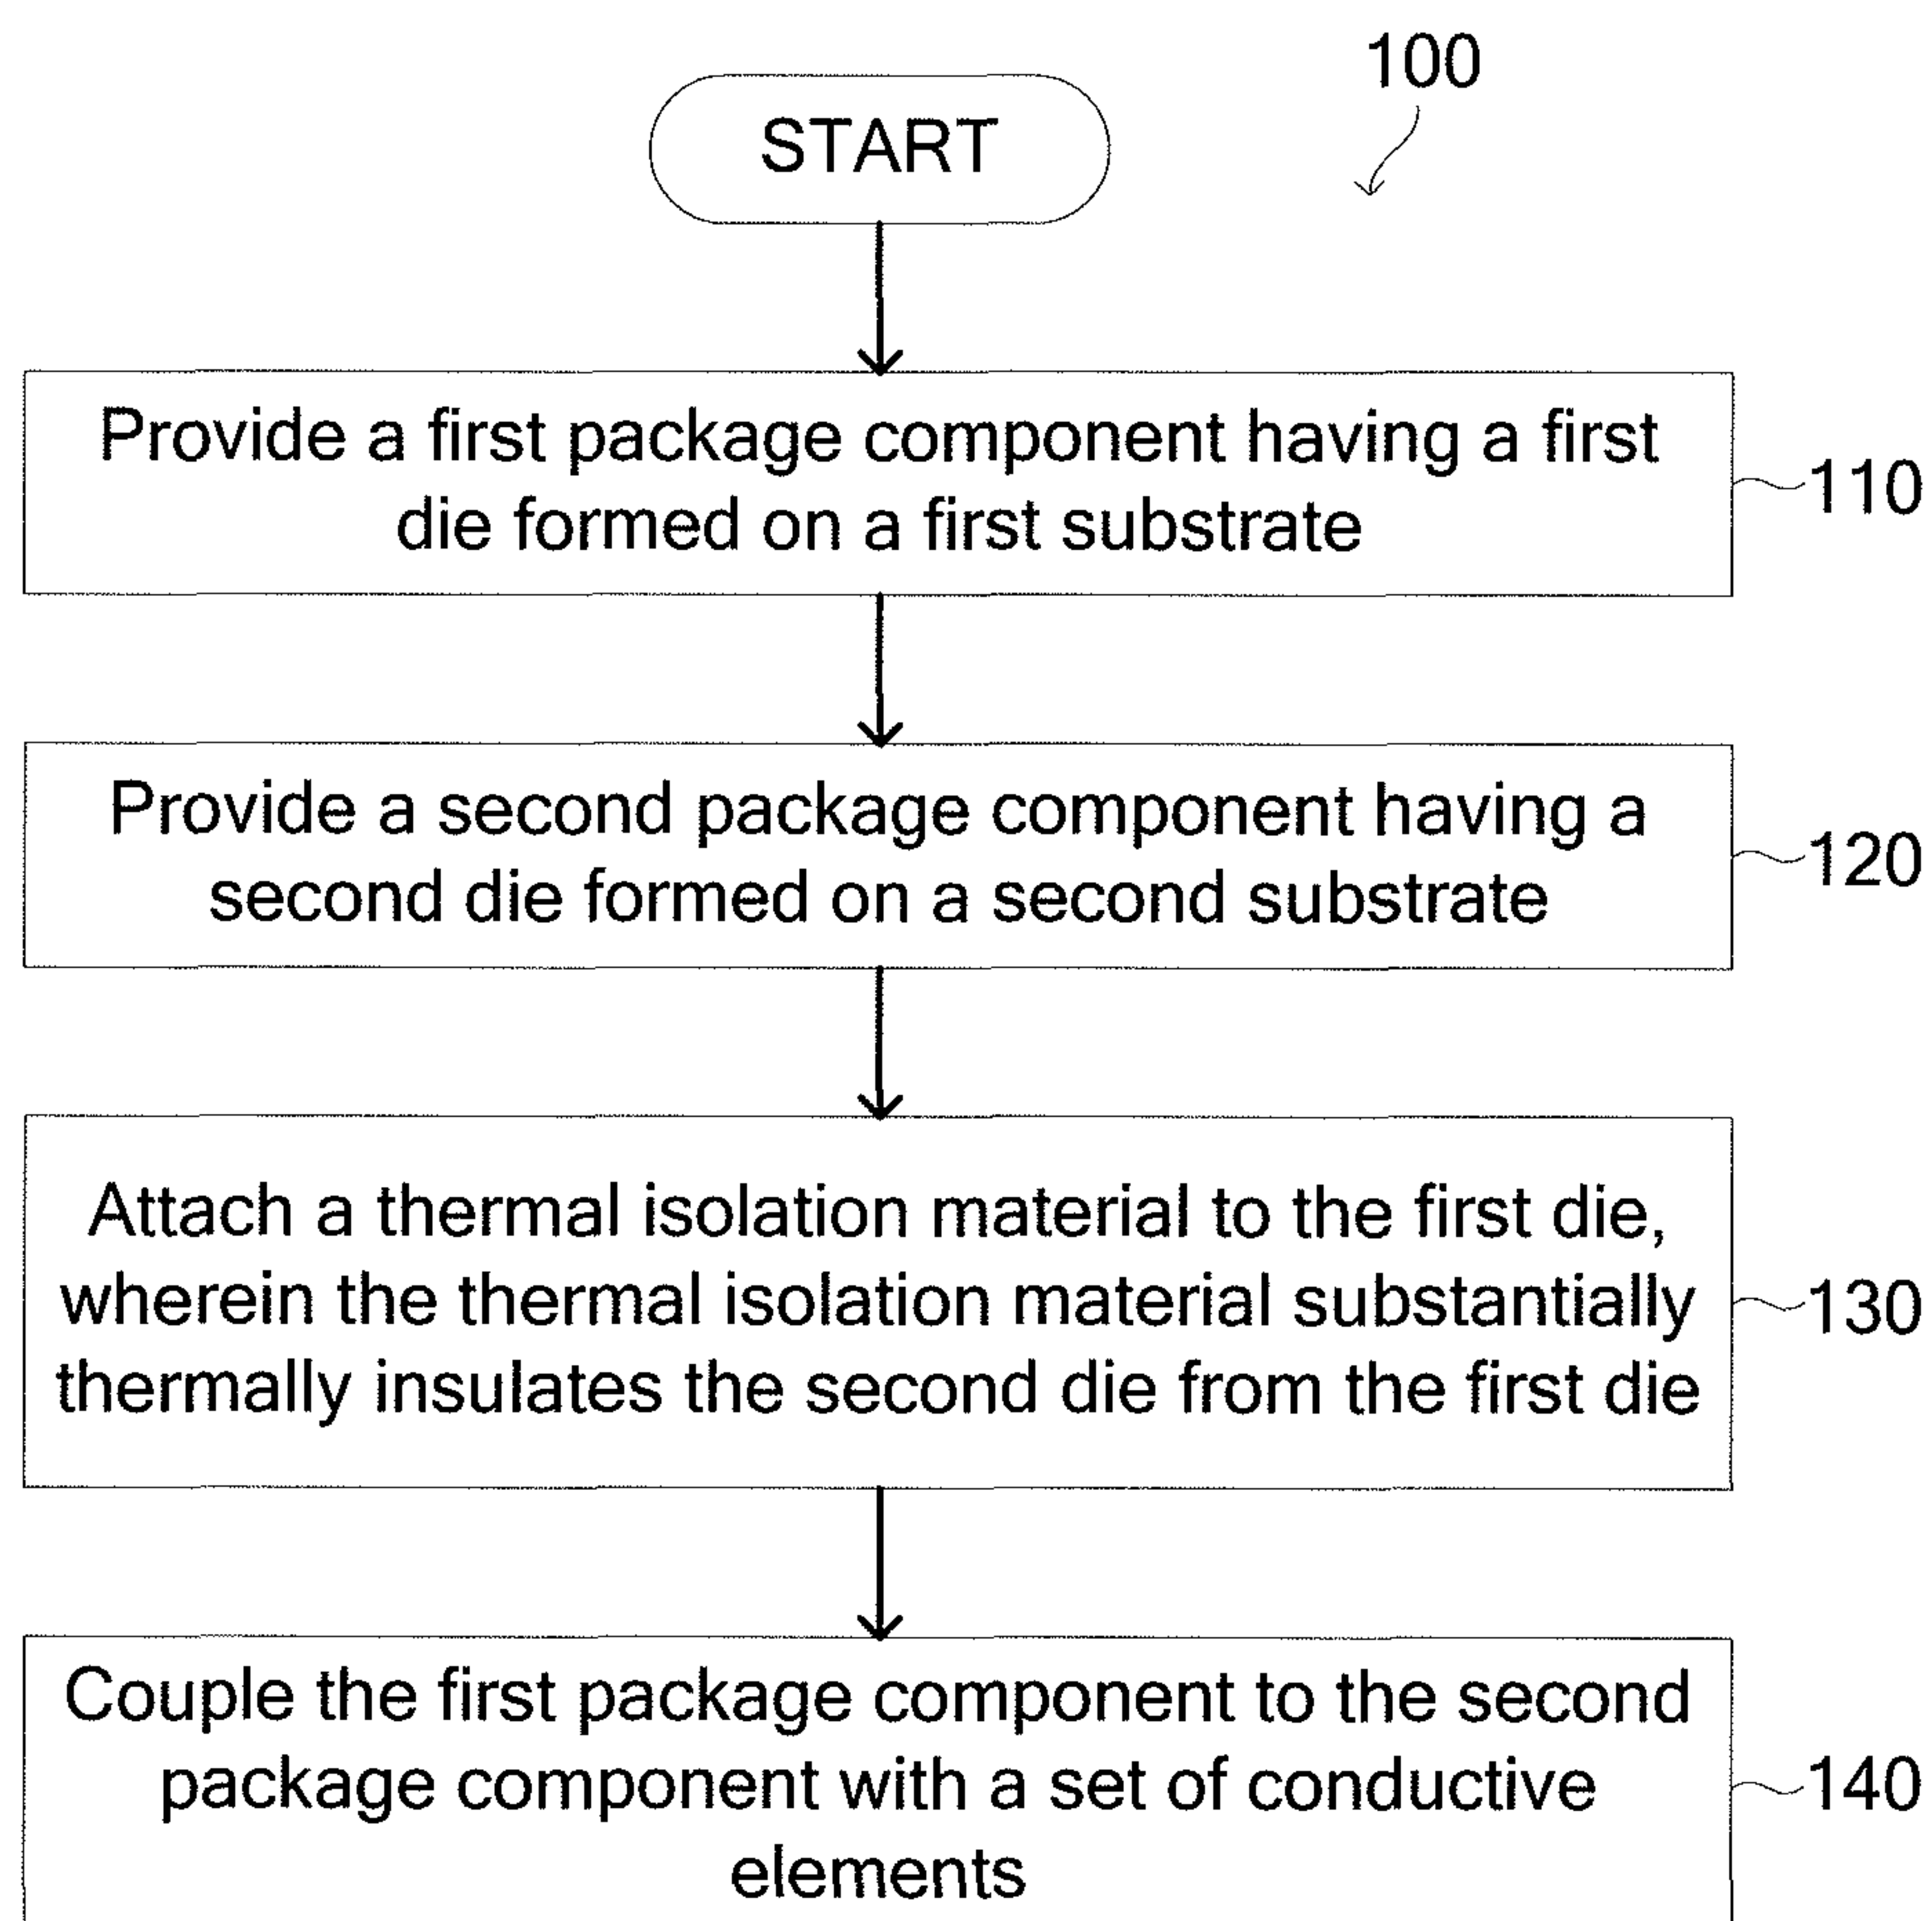 100
START
Provide a first package component having a first
die formed on a first substrate
110
Provide a second package component having a
second die formed on a second substrate
120
Attach a thermal isolation material to the first die,
wherein the thermal isolation material substantially
thermally insulates the second die from the first die
130
Couple the first package component to the second
package component with a set of conductive
elements
140